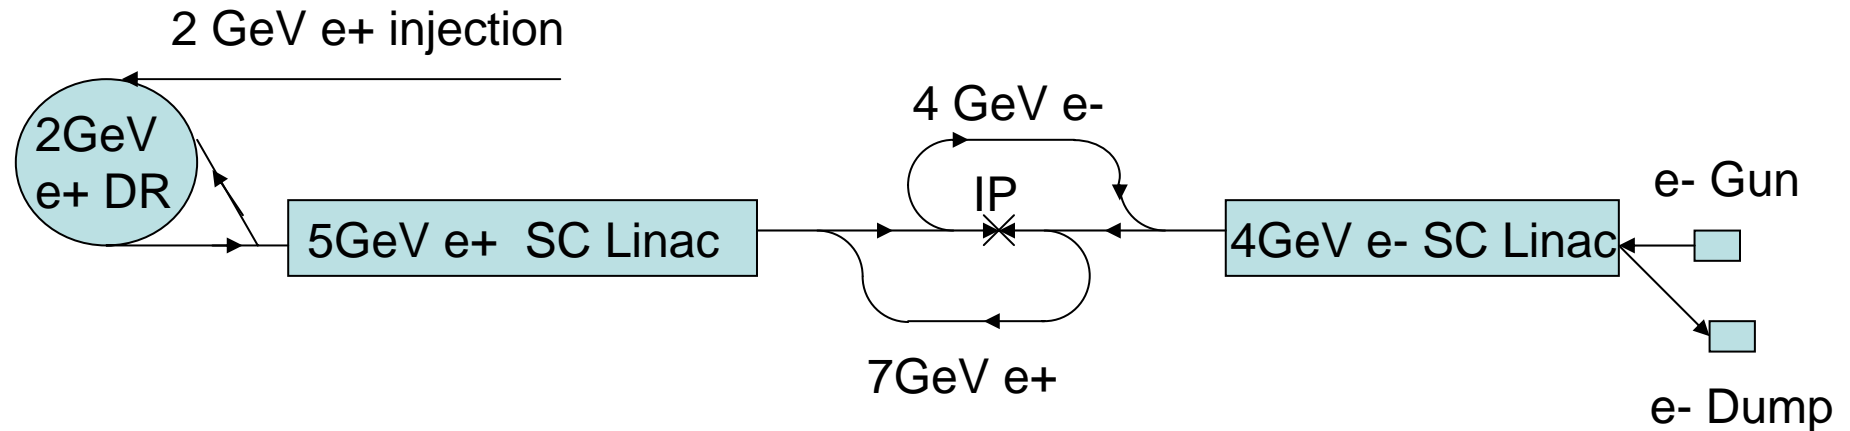 2 GeV e+ injection
4 GeV e-
2GeV
e+ DR
IP
e- Gun
5GeV e+ SC Linac
4GeV e- SC Linac
7GeV e+
e- Dump